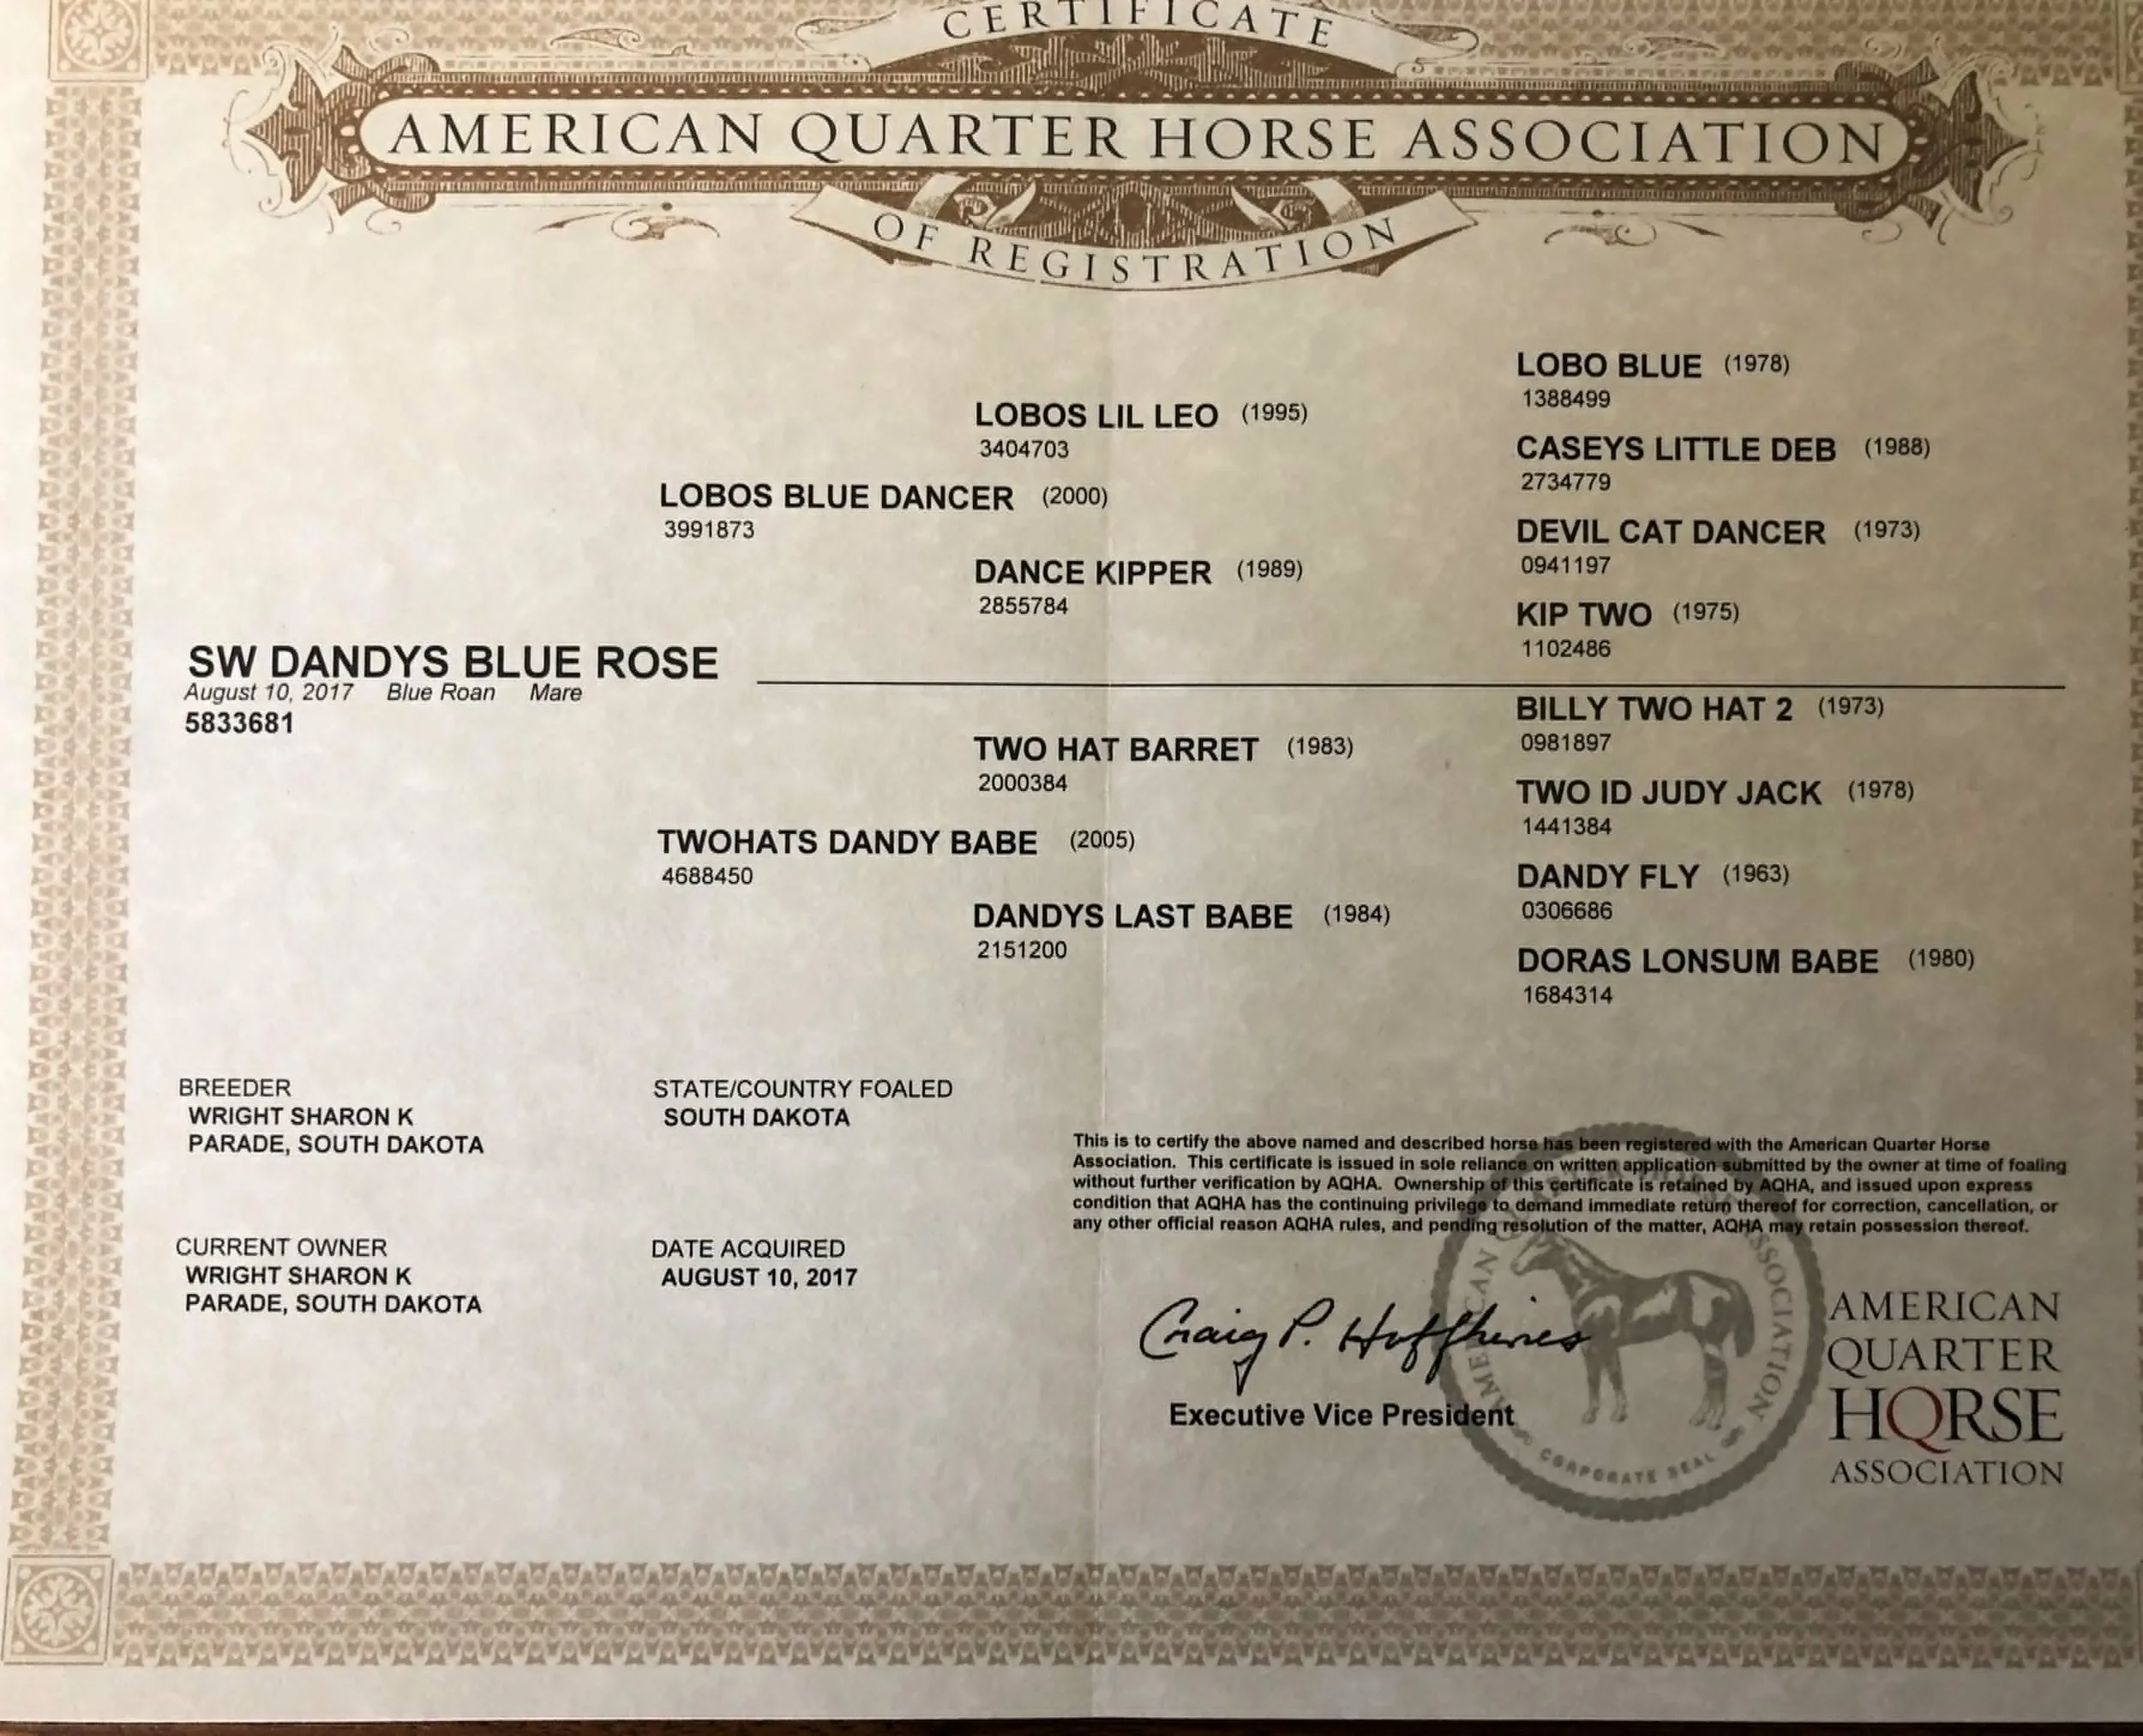 CERTIFICATE
AMERICAN QUARTER HORSE ASSOCIATION
OF REGISTRATION
LOBO BLUE (1978)
1388499
LOBOS LIL LEO (1995)
3404703
CASEYS LITTLE DEB (1988)
2734779
LOBOS BLUE DANCER (2000)
3991873
DEVIL CAT DANCER (1973)
0941197
DANCE KIPPER (1989)
2855784
KIP TWO (1975)
1102486
SW DANDYS BLUE ROSE
August 10, 2017 Blue Roan Mare
5833681
BILLY TWO HAT 2 (1973)
0981897
TWO HAT BARRET (1983)
2000384
TWO ID JUDY JACK (1978)
1441384
TWOHATS DANDY BABE (2005)
4688450
DANDY FLY (1963)
0306686
DANDYS LAST BABE (1984)
2151200
DORAS LONSUM BABE (1980)
1684314
BREEDER
WRIGHT SHARON K
PARADE, SOUTH DAKOTA
STATE/COUNTRY FOALED
SOUTH DAKOTA
CURRENT OWNER
WRIGHT SHARON K
PARADE, SOUTH DAKOTA
DATE ACQUIRED
AUGUST 10, 2017
This is to certify the above named and described horse has been registered with the American Quarter Horse
Association. This certificate is issued in sole reliance on written application submitted by the owner at time of foaling
without further verification by AQHA. Ownership of this certificate is retained by AQHA, and issued upon express
condition that AQHA has the continuing privilege to demand immediate return thereof for correction, cancellation, or
any other official reason AQHA rules, and pending resolution of the matter, AQHA may retain possession thereof.
Craig P. Huffhines
Executive Vice President
AMERICAN QUARTER HORSE ASSOCIATION
CORPORATE SEAL
AMERICAN
QUARTER
HORSE
ASSOCIATION